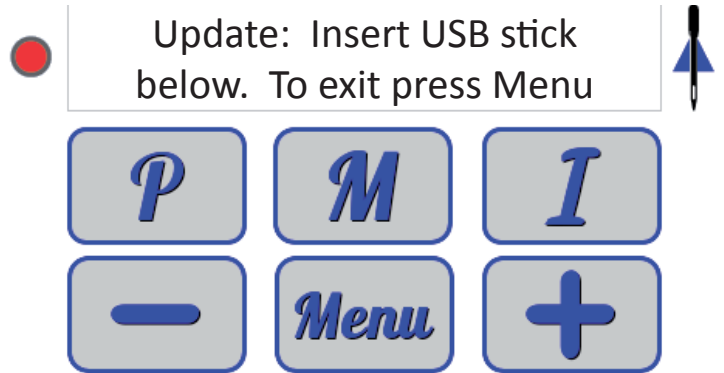 Update:  Insert USB stick
below.  To exit press Menu
P M I
− Menu +